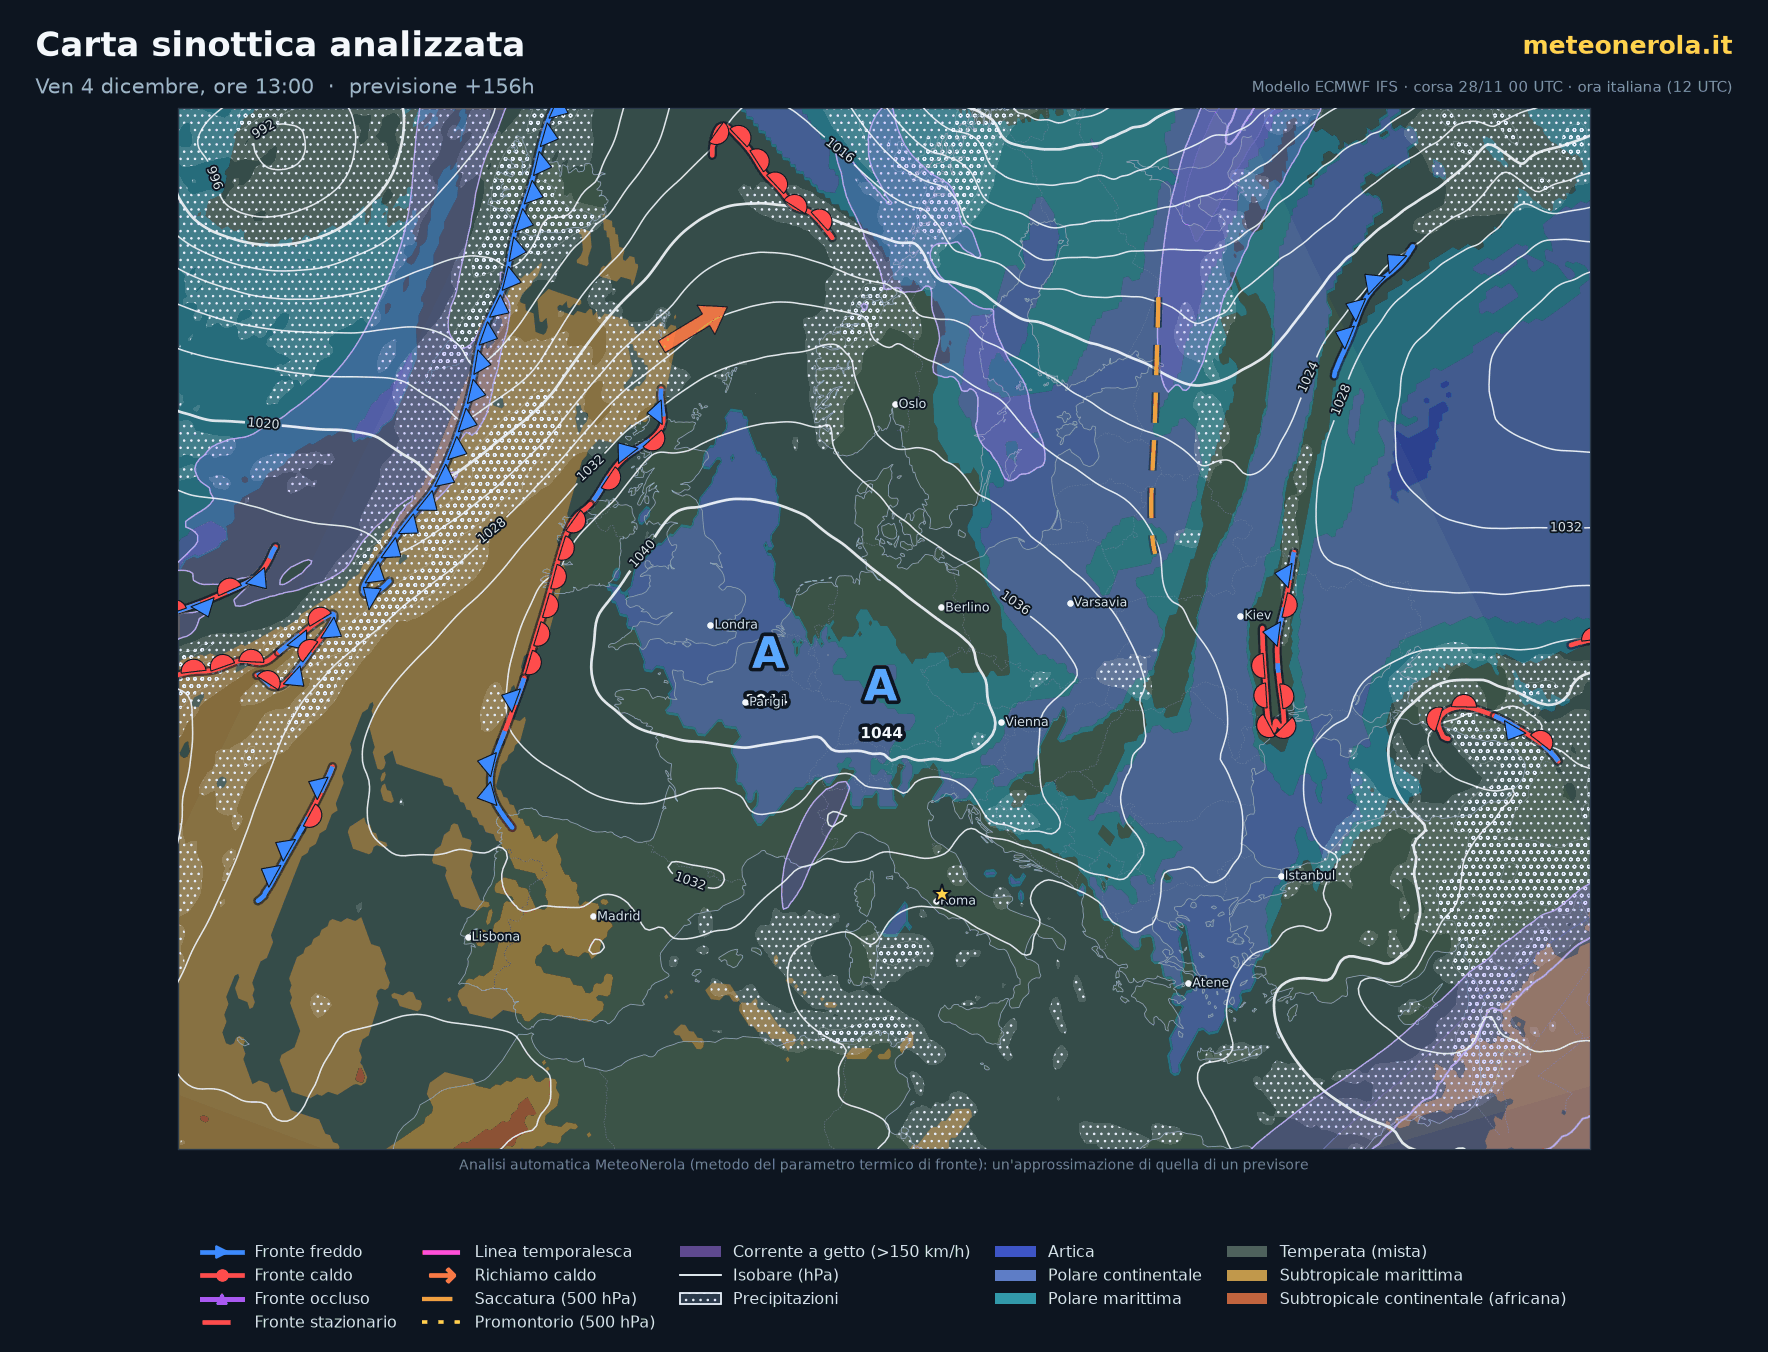 Carta sinottica analizzata
meteonerola.it
Ven 4 dicembre, ore 13:00 · previsione +156h
Modello ECMWF IFS · corsa 28/11 00 UTC · ora italiana (12 UTC)
992
1016
996
1024
1028
Oslo
1020
1032
1028
1032
1040
1036
Berlino
Varsavia
Kiev
Londra
A
A
Parigi
Vienna
1044
1032
Istanbul
Roma
Madrid
Lisbona
Atene
Analisi automatica MeteoNerola (metodo del parametro termico di fronte): un'approssimazione di quella di un previsore
Fronte freddo
Linea temporalesca
Corrente a getto (>150 km/h)
Artica
Temperata (mista)
Fronte caldo
Richiamo caldo
Isobare (hPa)
Polare continentale
Subtropicale marittima
Fronte occluso
Saccatura (500 hPa)
Precipitazioni
Polare marittima
Subtropicale continentale (africana)
Fronte stazionario
Promontorio (500 hPa)